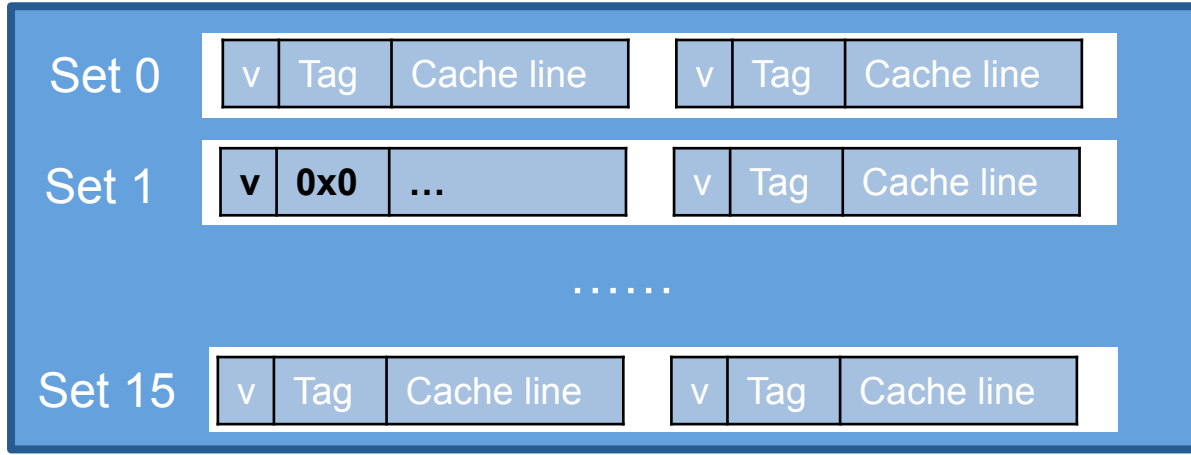 Set 0 v Tag Cache line v Tag Cache line
Set 1 v 0x0 ... v Tag Cache line
......
Set 15 v Tag Cache line v Tag Cache line